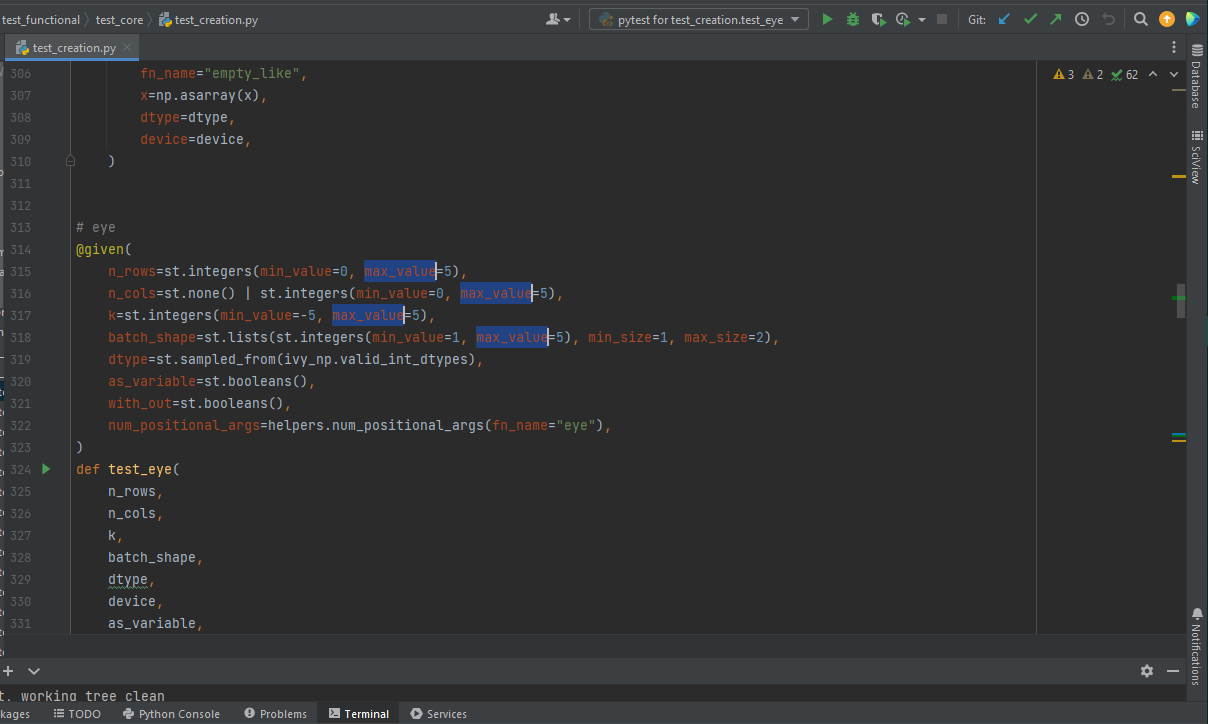 test_functional test_core test_creation.py pytest for test_creation.test_eye Git:
test_creation.py
306 fn_name="empty_like", 3 2 62
307 x=np.asarray(x),
308 dtype=dtype,
309 device=device,
310 )
311
312
313 # eye
314 @given(
315 n_rows=st.integers(min_value=0, max_value=5),
316 n_cols=st.none() | st.integers(min_value=0, max_value=5),
317 k=st.integers(min_value=-5, max_value=5),
318 batch_shape=st.lists(st.integers(min_value=1, max_value=5), min_size=1, max_size=2),
319 dtype=st.sampled_from(ivy_np.valid_int_dtypes),
320 as_variable=st.booleans(),
321 with_out=st.booleans(),
322 num_positional_args=helpers.num_positional_args(fn_name="eye"),
323 )
324 def test_eye(
325 n_rows,
326 n_cols,
327 k,
328 batch_shape,
329 dtype,
330 device,
331 as_variable,
Database
SciView
Notifications
t. working tree clean
kages TODO Python Console Problems Terminal Services